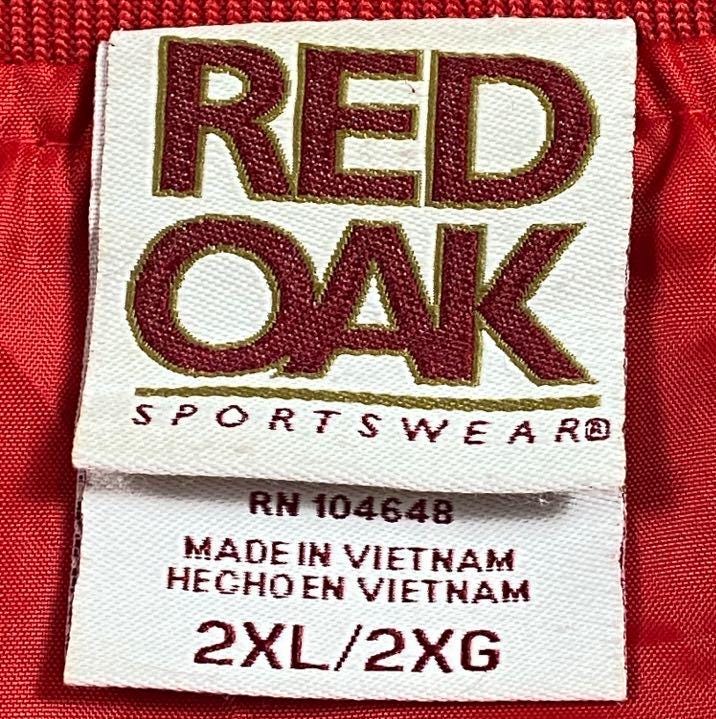 RED
OAK
SPORTSWEAR®
RN 104648
MADE IN VIETNAM
HECHO EN VIETNAM
2XL/2XG